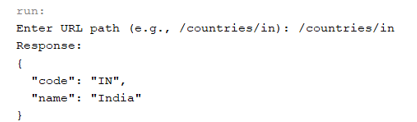 run:
Enter URL path (e.g., /countries/in): /countries/in
Response:
{
  "code": "IN",
  "name": "India"
}